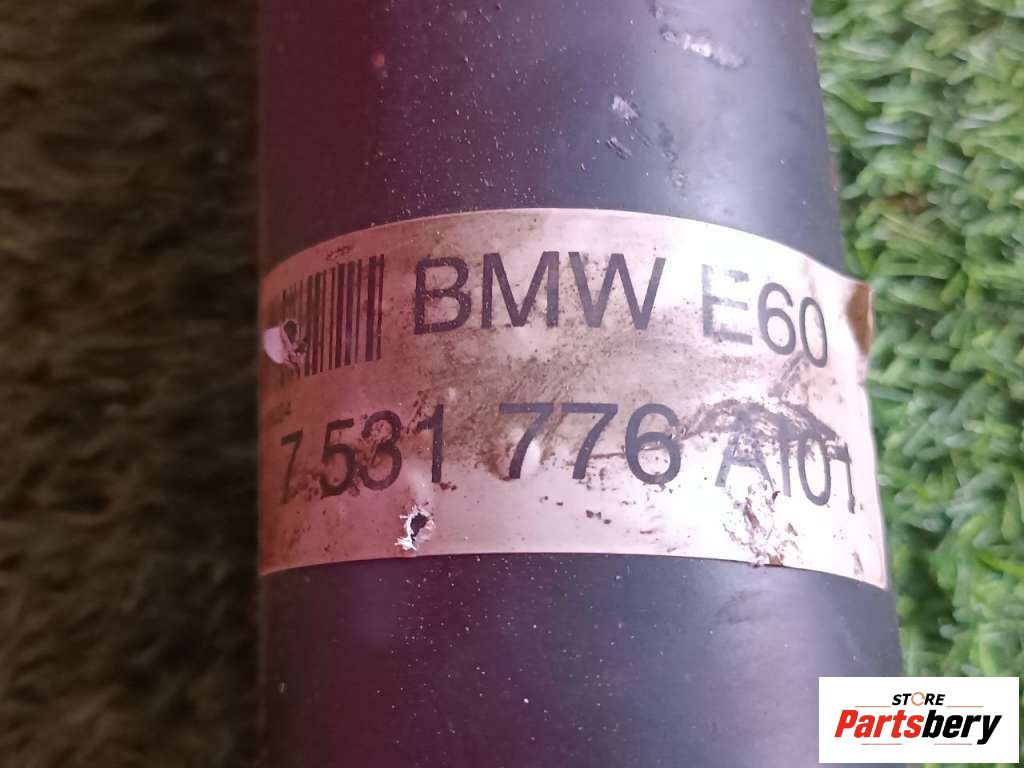 BMW E60
7 531 776 AI01
STORE
Partsbery